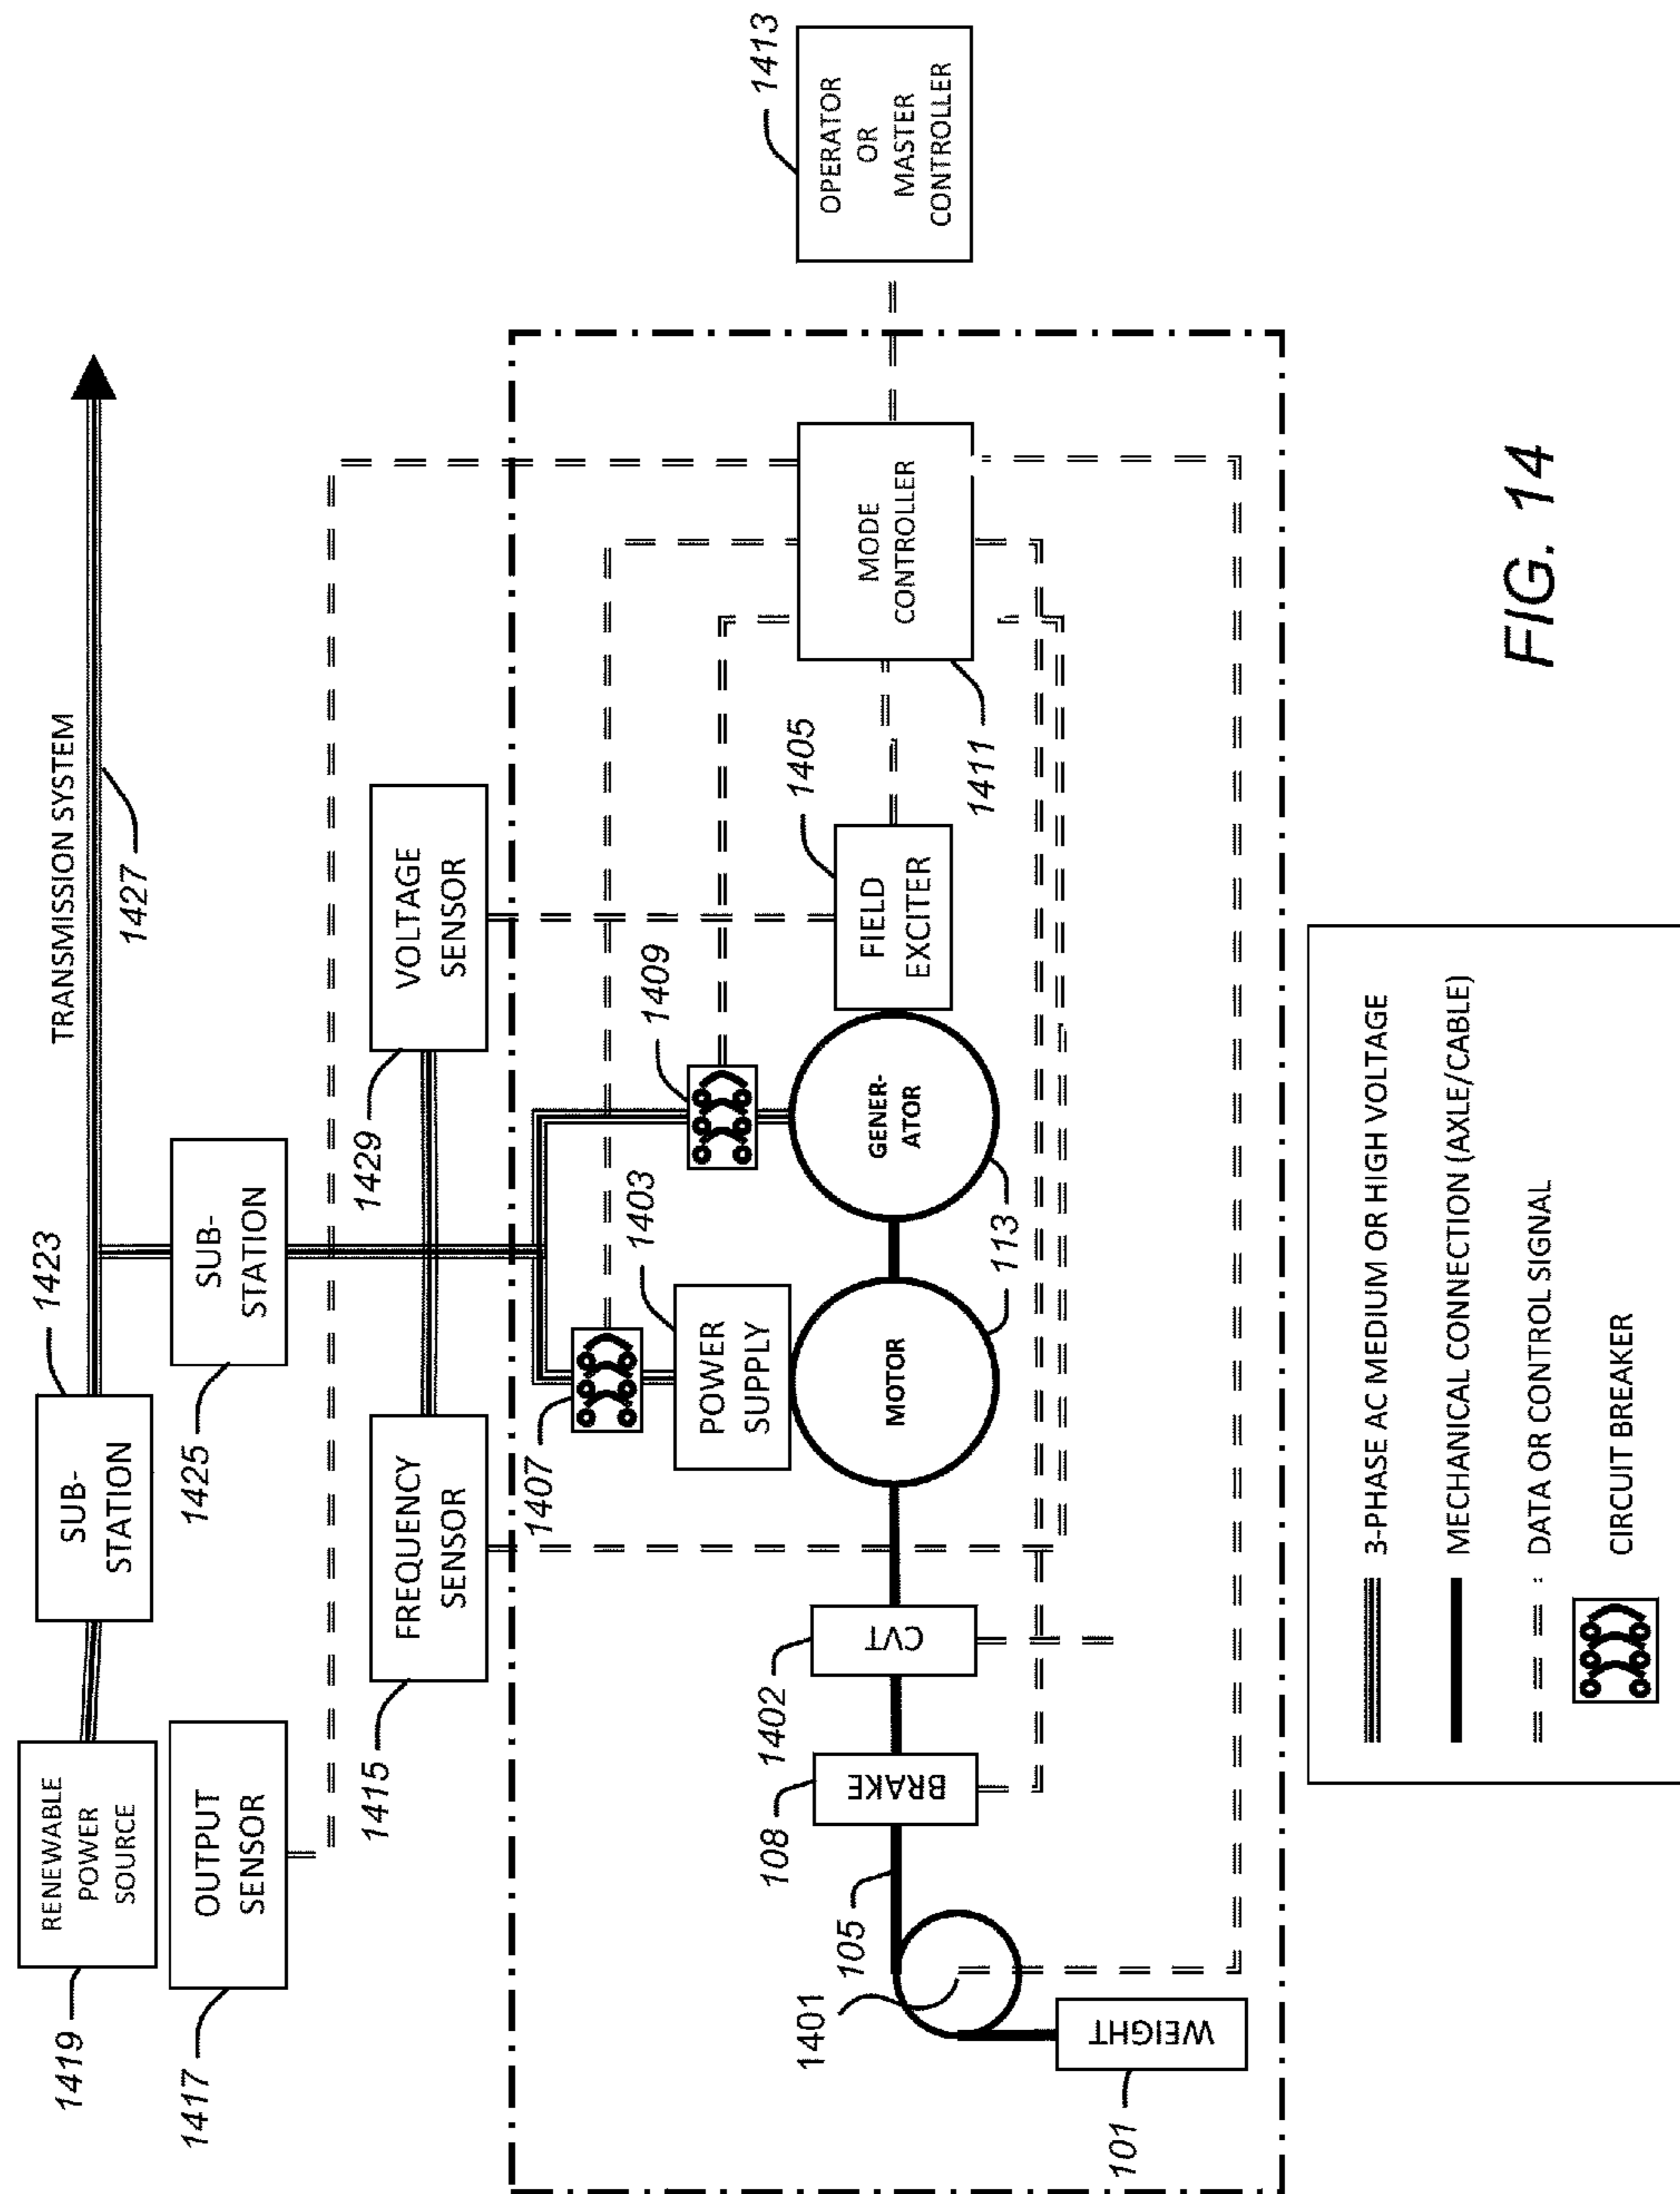 TRANSMISSION SYSTEM
1427
1423
SUB-
STATION
RENEWABLE
POWER
SOURCE
1419
OUTPUT
SENSOR
1417
SUB-
STATION
1425
FREQUENCY
SENSOR
1415
VOLTAGE
SENSOR
1429
1407
1409
1403
POWER
SUPPLY
MOTOR
GENER-
ATOR
113
1405
FIELD
EXCITER
MODE
CONTROLLER
1411
1413
OPERATOR
OR
MASTER
CONTROLLER
CVT
1402
BRAKE
108
105
1401
WEIGHT
101
3-PHASE AC MEDIUM OR HIGH VOLTAGE
MECHANICAL CONNECTION (AXLE/CABLE)
DATA OR CONTROL SIGNAL
CIRCUIT BREAKER
FIG. 14